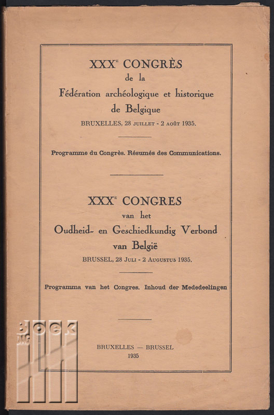 XXXᵉ CONGRÈS
de la
Fédération archéologique et historique
de Belgique
BRUXELLES, 28 JUILLET - 2 AOÛT 1935.
Programme du Congrès. Résumés des Communications.
XXXᵉ CONGRES
van het
Oudheid- en Geschiedkundig Verbond
van België
BRUSSEL, 28 JULI - 2 AUGUSTUS 1935.
Programma van het Congres. Inhoud der Mededeelingen
BRUXELLES — BRUSSEL
1935